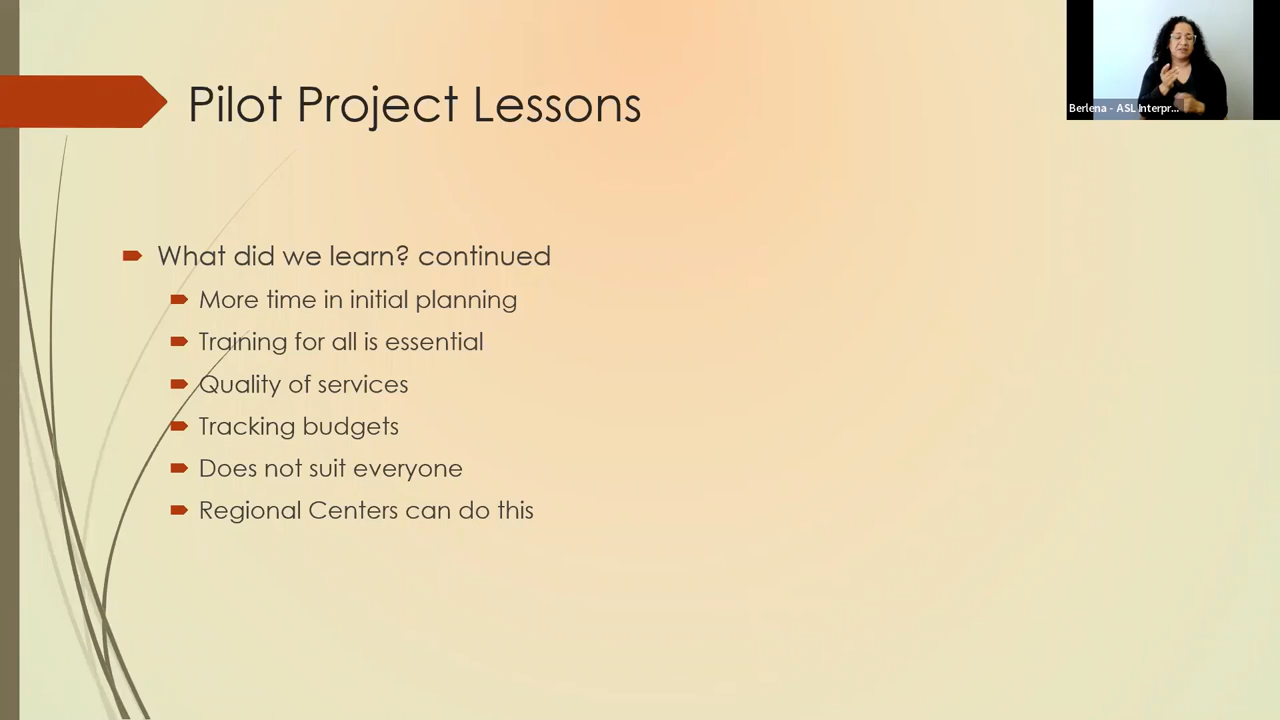 Pilot Project Lessons
Berlena - ASL Interpr...
What did we learn? continued
More time in initial planning
Training for all is essential
Quality of services
Tracking budgets
Does not suit everyone
Regional Centers can do this